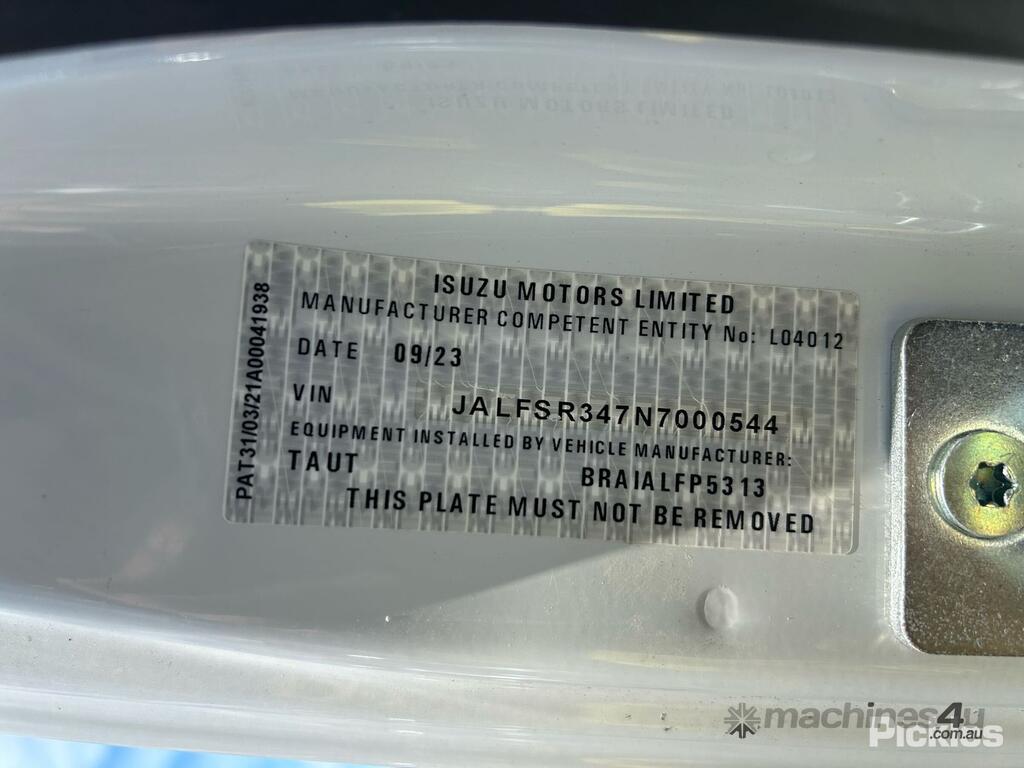 ISUZU MOTORS LIMITED
MANUFACTURER COMPETENT ENTITY No: L04012
DATE 09/23
VIN JALFSR347N7000544
EQUIPMENT INSTALLED BY VEHICLE MANUFACTURER:
TAUT BRAIALFP5313
THIS PLATE MUST NOT BE REMOVED
PAT31/03/21A00041938
machines4u
.com.au
Pickles